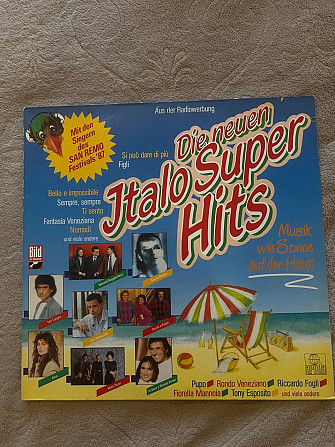 Aus der Radiowerbung
Mit den
Siegern
des
SAN REMO
Festivals '87
Die neuen
Italo Super
Hits
Si può dare di più
Figli
Bello e impossibile
Sempre, sempre
Ti sento
Fantasia Veneziana
Nomadi
und viele andere
Bild
Musik
wie Sonne
auf der Haut
Pupo Rondo Veneziano Riccardo Fogli
Fiorella Mannoia Tony Esposito und viele andere
ariola